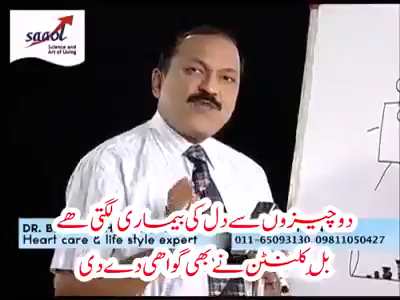 saaol
Science and
Art of Living
دو چیزوں سے دل کی بیماری لگتی ھے
DR. B
Heart care & life style expert
011-65093130 09811050427
بل کلنٹن نے بھی گواھی دے دی